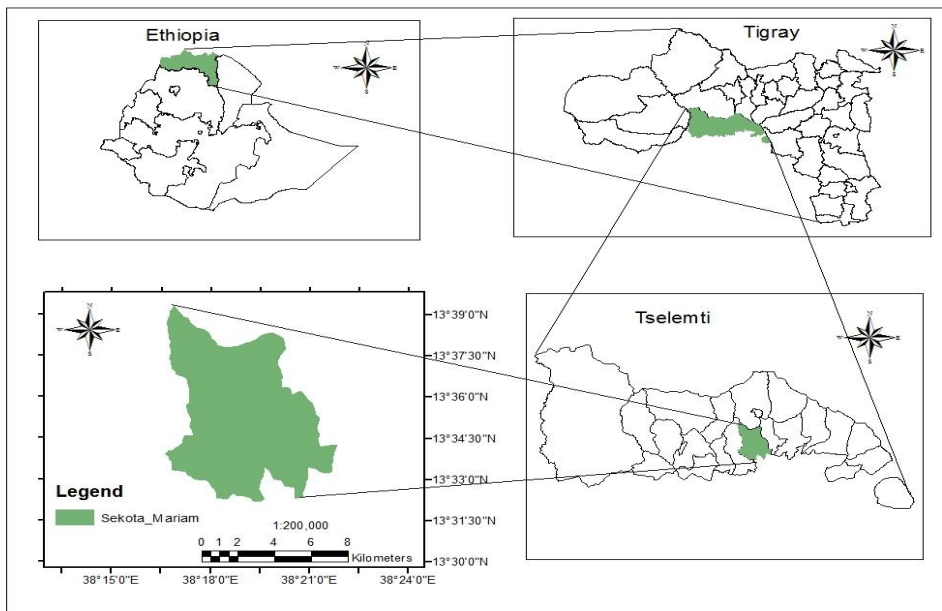 Ethiopia
N
W E
S
Tigray
N
W E
S
N
W E
S
13°39'0"N
13°37'30"N
13°36'0"N
13°34'30"N
13°33'0"N
13°31'30"N
13°30'0"N
Legend
Sekota_Mariam
1:200,000
0 1 2 4 6 8
Kilometers
38°15'0"E 38°18'0"E 38°21'0"E 38°24'0"E
Tselemti
N
W E
S